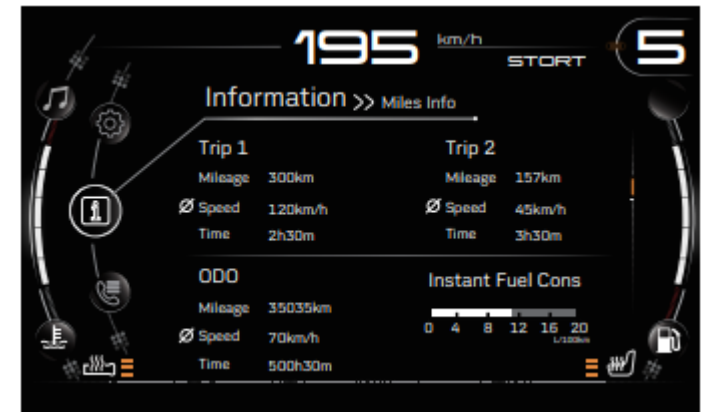 195 km/h STORT 5
Information >> Miles Info
Trip 1
Mileage 300km
Ø Speed 120km/h
Time 2h30m
Trip 2
Mileage 157km
Ø Speed 45km/h
Time 3h30m
ODO
Mileage 35035km
Ø Speed 70km/h
Time 500h30m
Instant Fuel Cons
0 4 8 12 16 20
L/100km